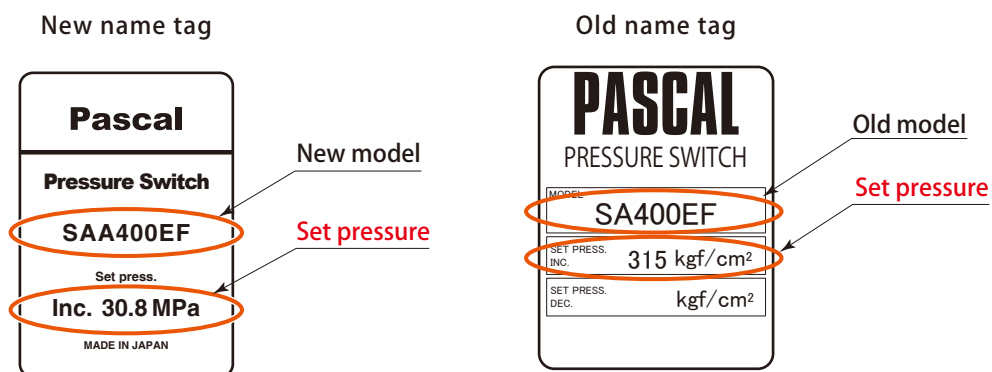 New name tag
Pascal
Pressure Switch
SAA400EF
Set press.
Inc. 30.8 MPa
MADE IN JAPAN
New model
Set pressure
Old name tag
PASCAL
PRESSURE SWITCH
MODEL
SA400EF
SET PRESS.
INC. 315 kgf/cm²
SET PRESS.
DEC. kgf/cm²
Old model
Set pressure